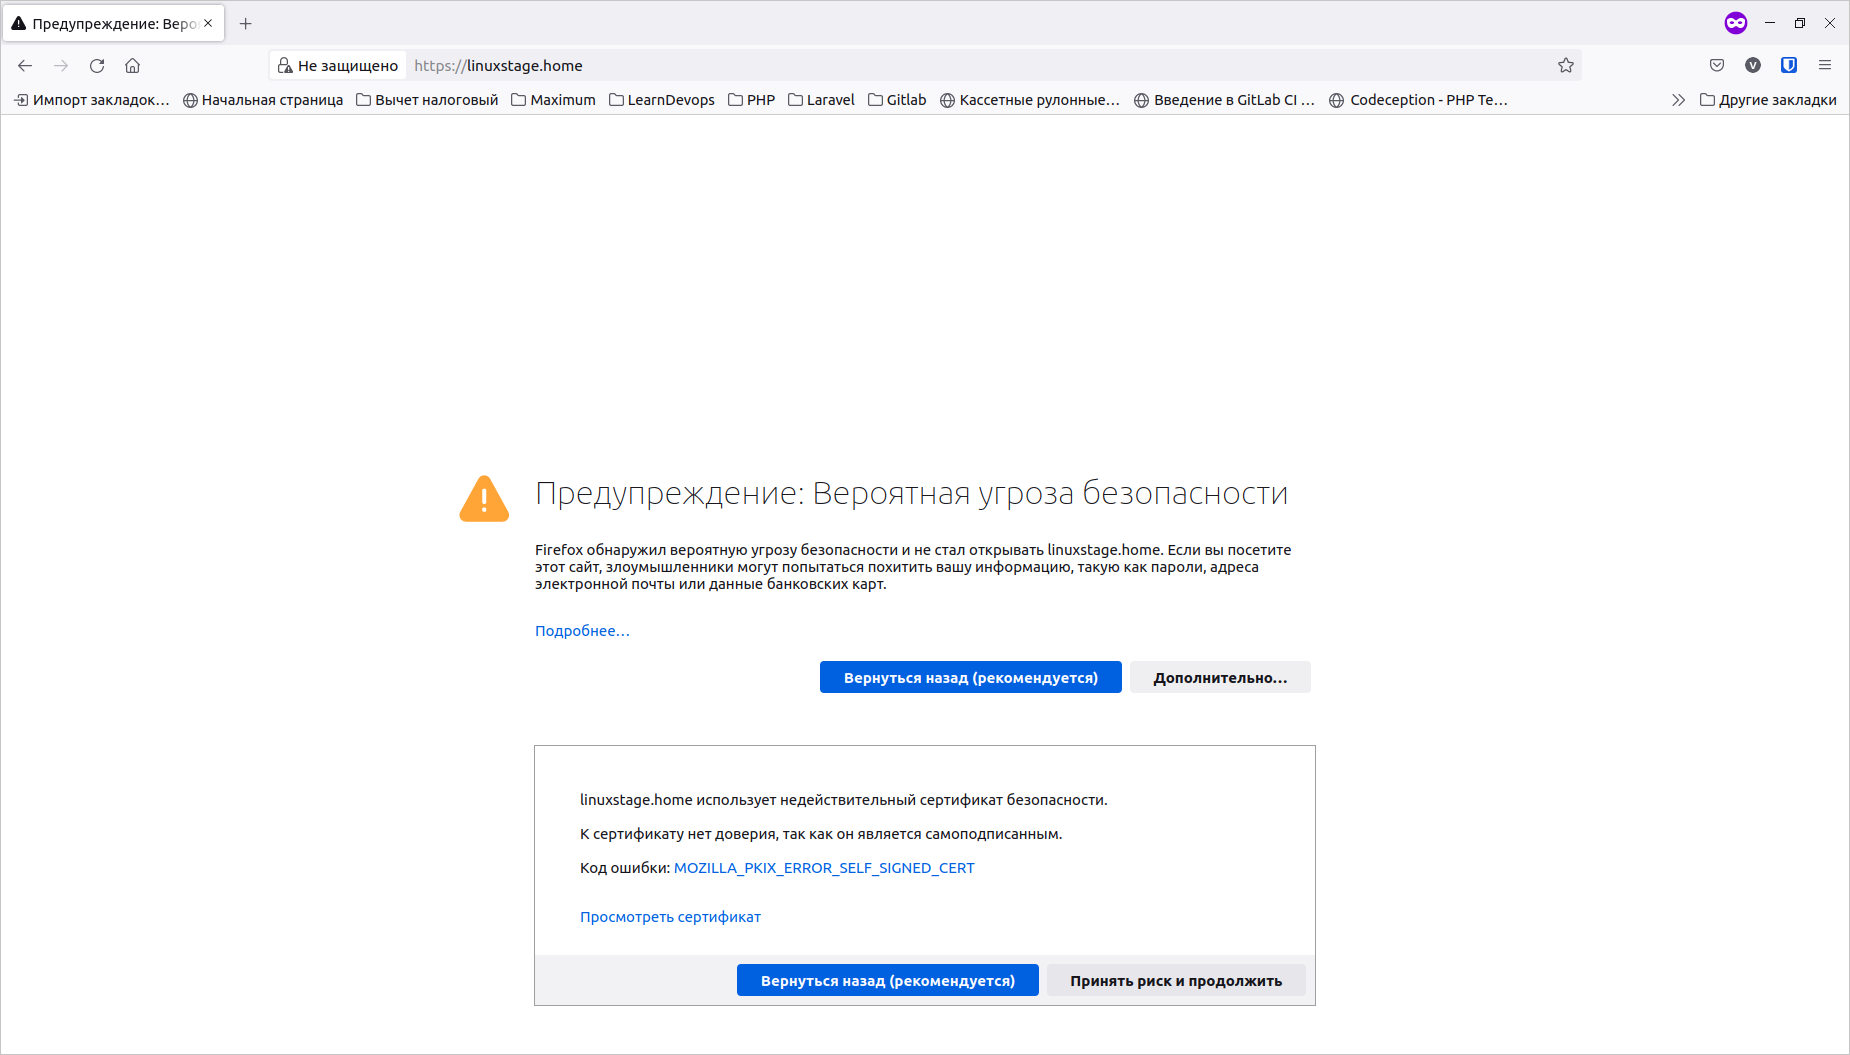 Предупреждение: Веро
Не защищено
https://linuxstage.home
V
Импорт закладок…
Начальная страница
Вычет налоговый
Maximum
LearnDevops
PHP
Laravel
Gitlab
Кассетные рулонные…
Введение в GitLab CI …
Codeception - PHP Te…
Другие закладки
Предупреждение: Вероятная угроза безопасности
Firefox обнаружил вероятную угрозу безопасности и не стал открывать linuxstage.home. Если вы посетите
этот сайт, злоумышленники могут попытаться похитить вашу информацию, такую как пароли, адреса
электронной почты или данные банковских карт.
Подробнее…
Вернуться назад (рекомендуется)
Дополнительно…
linuxstage.home использует недействительный сертификат безопасности.
К сертификату нет доверия, так как он является самоподписанным.
Код ошибки: MOZILLA_PKIX_ERROR_SELF_SIGNED_CERT
Просмотреть сертификат
Вернуться назад (рекомендуется)
Принять риск и продолжить